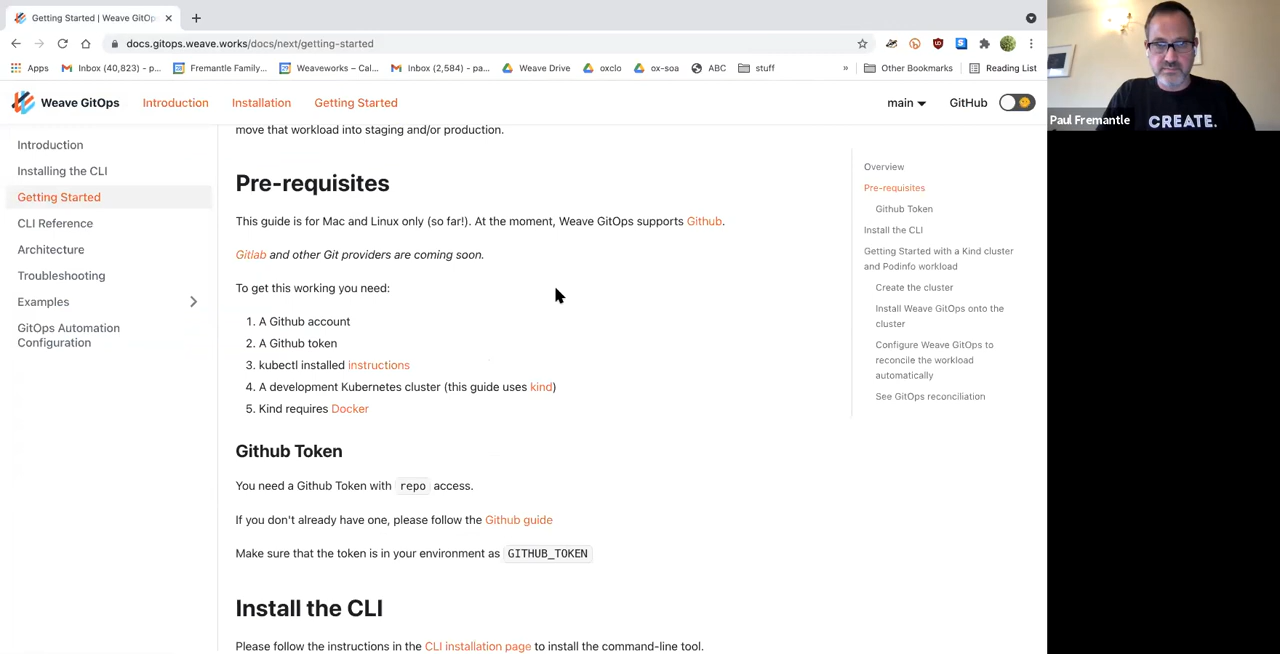 Getting Started | Weave GitOp
docs.gitops.weave.works/docs/next/getting-started
Apps
Inbox (40,823) – p...
Fremantle Family...
Weaveworks – Cal...
Inbox (2,584) – pa...
Weave Drive
oxclo
ox-soa
ABC
stuff
»
Other Bookmarks
Reading List
Weave GitOps
Introduction
Installation
Getting Started
main
GitHub
Paul Fremantle
CREATE.
Introduction
Installing the CLI
Getting Started
CLI Reference
Architecture
Troubleshooting
Examples
GitOps Automation
Configuration
move that workload into staging and/or production.
Pre-requisites
This guide is for Mac and Linux only (so far!). At the moment, Weave GitOps supports Github.
Gitlab and other Git providers are coming soon.
To get this working you need:
1. A Github account
2. A Github token
3. kubectl installed instructions
4. A development Kubernetes cluster (this guide uses kind)
5. Kind requires Docker
Github Token
You need a Github Token with repo access.
If you don't already have one, please follow the Github guide
Make sure that the token is in your environment as GITHUB_TOKEN
Install the CLI
Please follow the instructions in the CLI installation page to install the command-line tool.
Overview
Pre-requisites
Github Token
Install the CLI
Getting Started with a Kind cluster
and Podinfo workload
Create the cluster
Install Weave GitOps onto the
cluster
Configure Weave GitOps to
reconcile the workload
automatically
See GitOps reconciliation